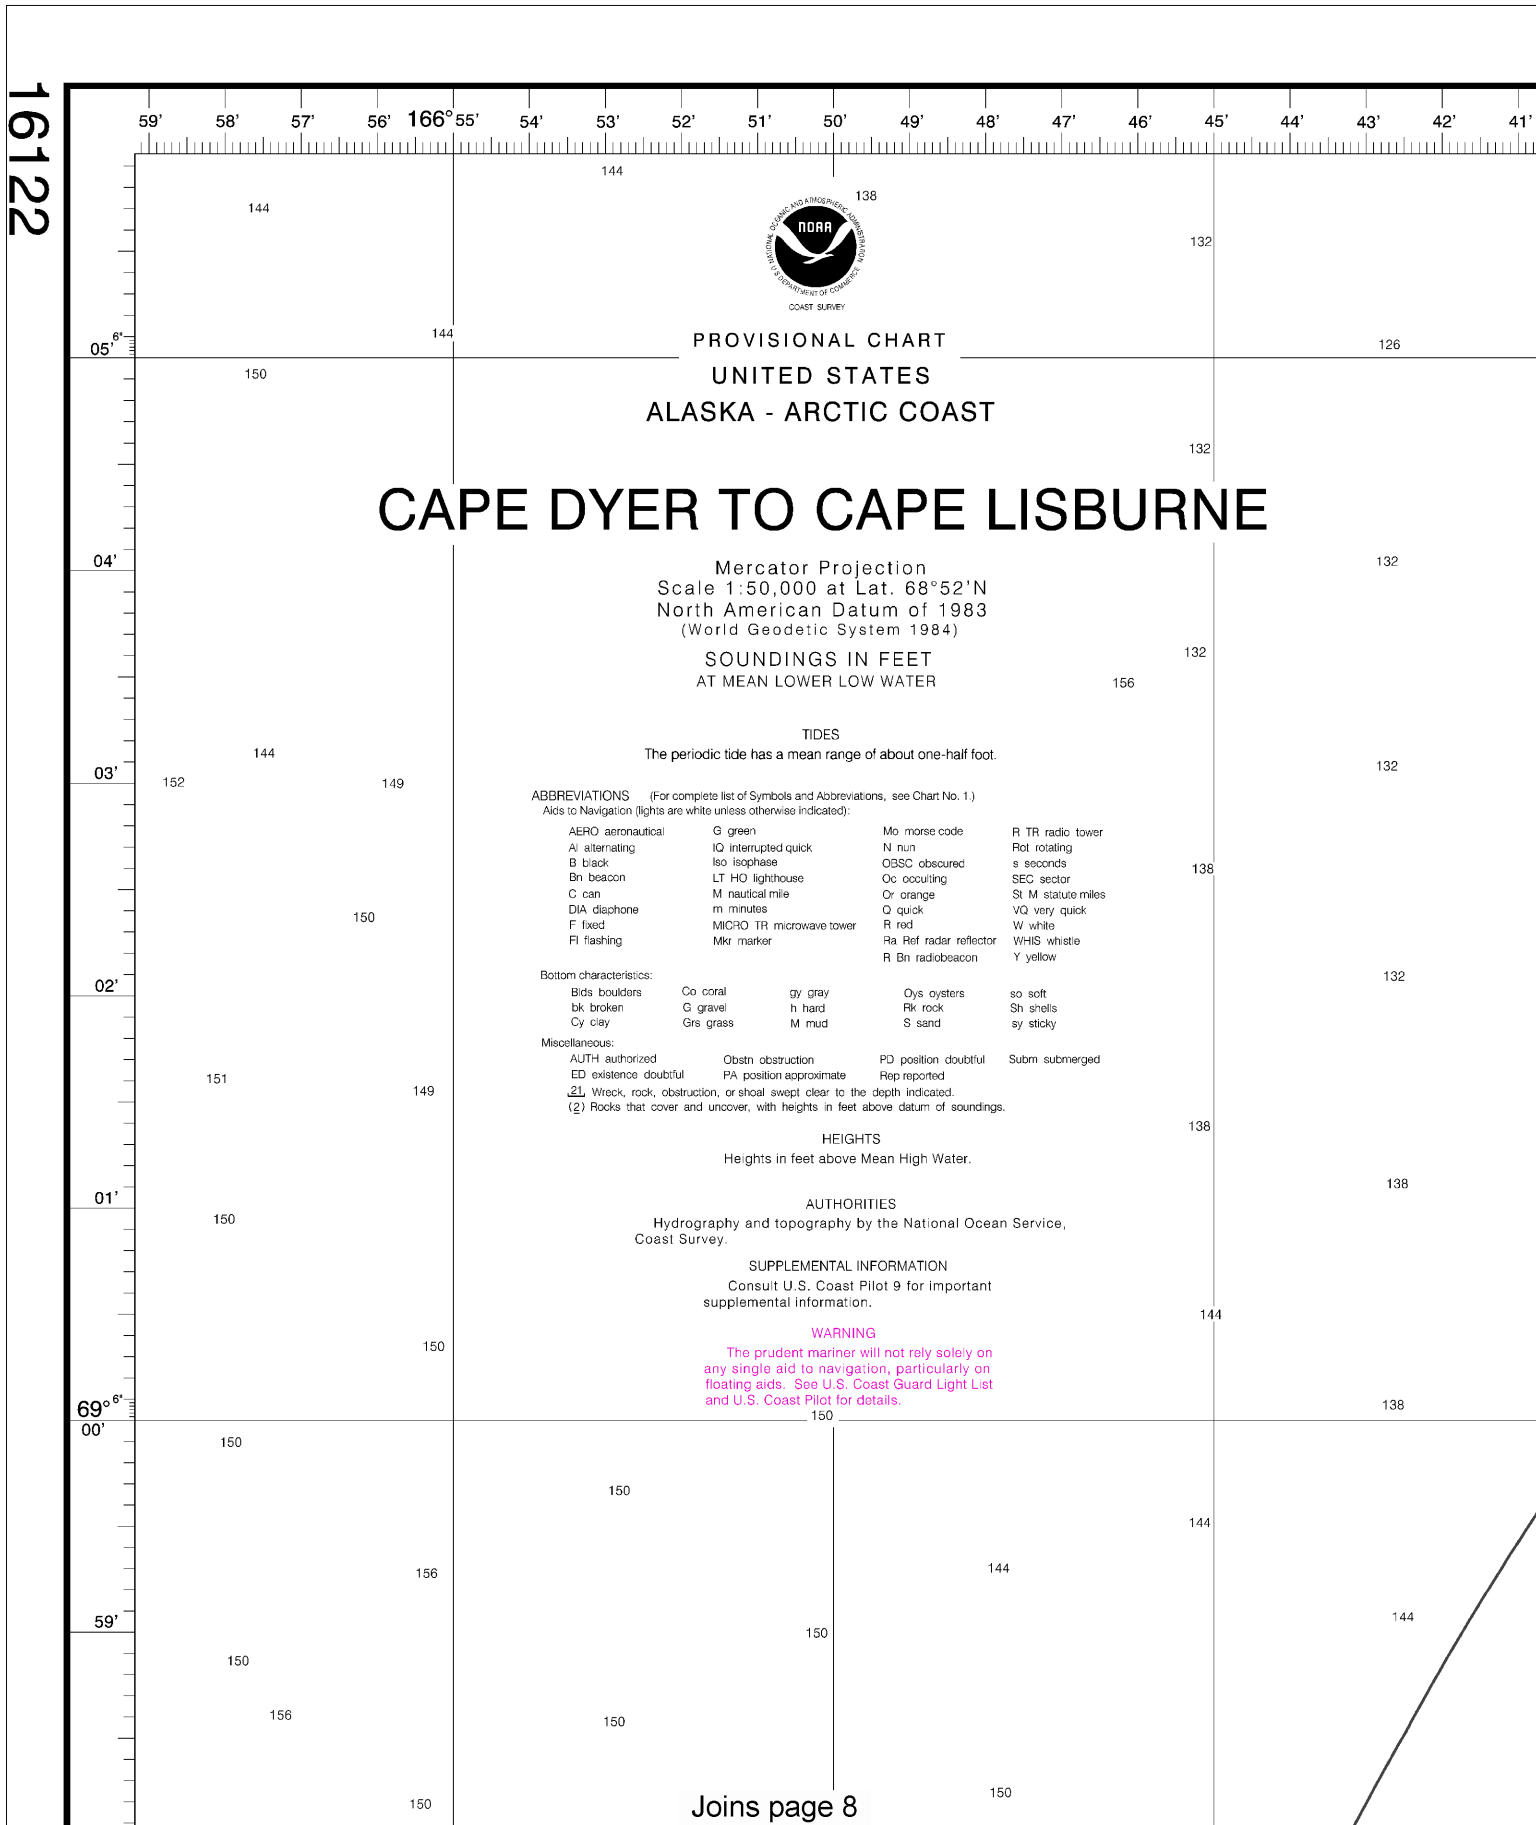 16122
59' 58' 57' 56' 166°55' 54' 53' 52' 51' 50' 49' 48' 47' 46' 45' 43' 42' 41'
144
138
144
NATIONAL OCEANIC AND ATMOSPHERIC ADMINISTRATION
NOAA
U.S. DEPARTMENT OF COMMERCE
132
COAST SURVEY
144
PROVISIONAL CHART
05' 6"
126
150
UNITED STATES
ALASKA - ARCTIC COAST
132
CAPE DYER TO CAPE LISBURNE
04'
132
Mercator Projection
Scale 1:50,000 at Lat. 68°52'N
North American Datum of 1983
(World Geodetic System 1984)
132
SOUNDINGS IN FEET
AT MEAN LOWER LOW WATER
156
TIDES
144
The periodic tide has a mean range of about one-half foot.
03'
132
152 149
ABBREVIATIONS (For complete list of Symbols and Abbreviations, see Chart No. 1.)
Aids to Navigation (lights are white unless otherwise indicated):
AERO aeronautical G green Mo morse code R TR radio tower
Al alternating IQ interrupted quick N nun Rot rotating
B black Iso isophase OBSC obscured s seconds
138
Bn beacon LT HO lighthouse Oc occulting SEC sector
C can M nautical mile Or orange St M statute miles
DIA diaphone m minutes Q quick VQ very quick
150
F fixed MICRO TR microwave tower R red W white
Fl flashing Mkr marker Ra Ref radar reflector WHIS whistle
R Bn radiobeacon Y yellow
Bottom characteristics:
132
02'
Blds boulders Co coral gy gray Oys oysters so soft
bk broken G gravel h hard Rk rock Sh shells
Cy clay Grs grass M mud S sand sy sticky
Miscellaneous:
AUTH authorized Obstn obstruction PD position doubtful Subm submerged
ED existence doubtful PA position approximate Rep reported
151
149
21, Wreck, rock, obstruction, or shoal swept clear to the depth indicated.
(2) Rocks that cover and uncover, with heights in feet above datum of soundings.
138
HEIGHTS
Heights in feet above Mean High Water.
138
01'
AUTHORITIES
150
Hydrography and topography by the National Ocean Service,
Coast Survey.
SUPPLEMENTAL INFORMATION
Consult U.S. Coast Pilot 9 for important
supplemental information.
144
WARNING
150
The prudent mariner will not rely solely on
any single aid to navigation, particularly on
floating aids. See U.S. Coast Guard Light List
and U.S. Coast Pilot for details.
138
69° 6"
00'
150
150
150
144
144
156
59'
144
150
150
156
150
150
150
Joins page 8